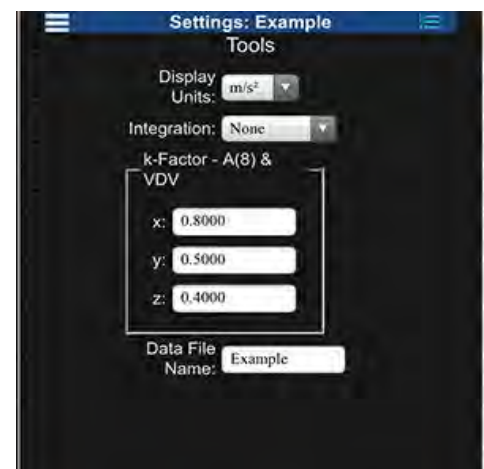 Settings: Example
Tools
Display
Units: m/s²
Integration: None
k-Factor - A(8) &
VDV
x: 0.8000
y: 0.5000
z: 0.4000
Data File
Name: Example